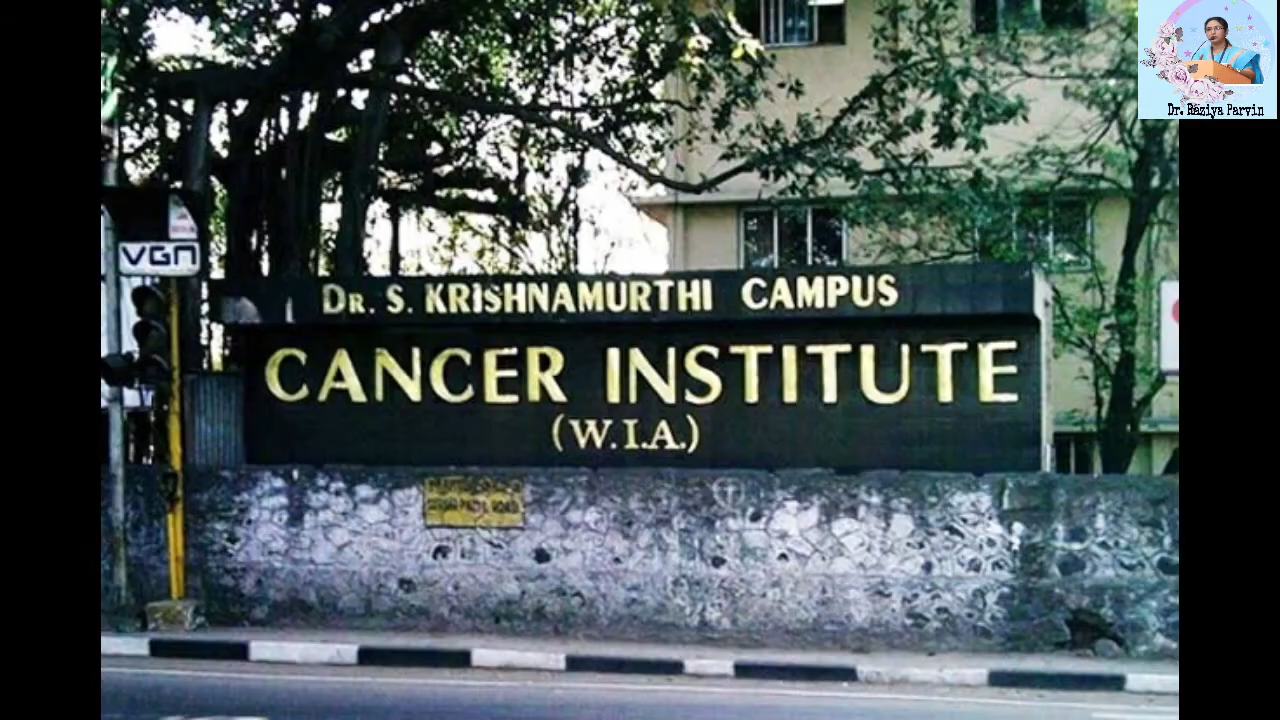 Dr. Raziya Parvin
VGN
DR. S. KRISHNAMURTHI CAMPUS
CANCER INSTITUTE
(W.I.A.)